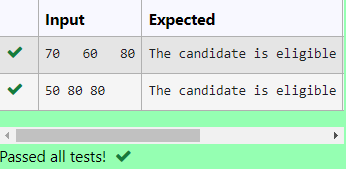 Input Expected
70   60   80 The candidate is eligible
50 80 80 The candidate is eligible
Passed all tests!